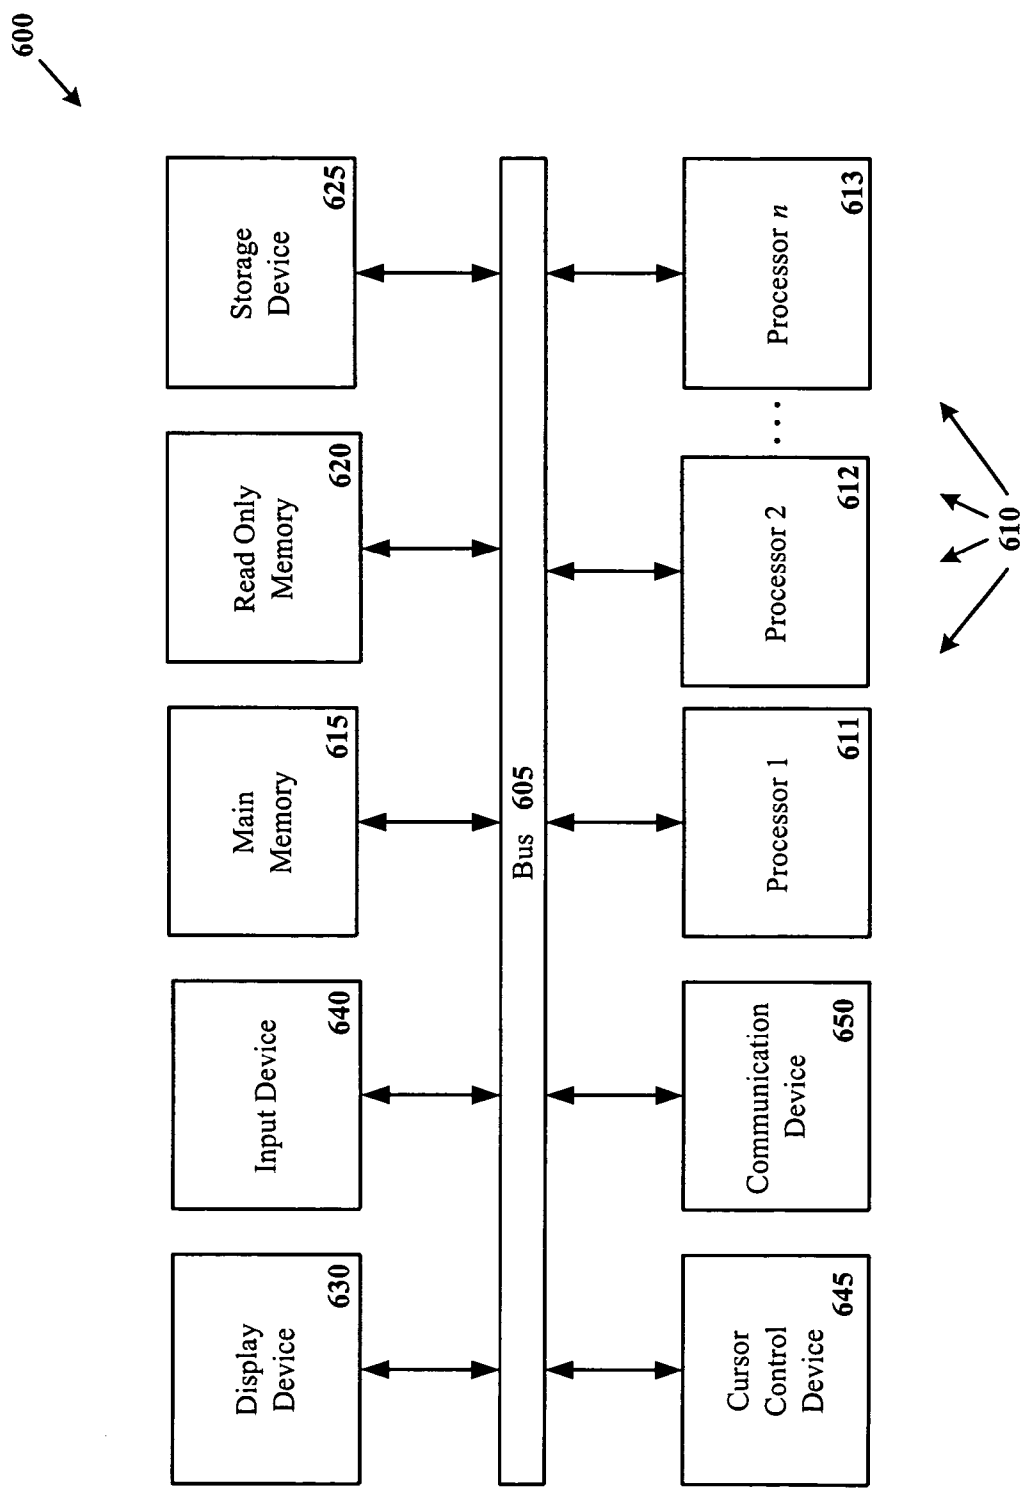 600
Display
Device
630
Input Device
640
Main
Memory
615
Read Only
Memory
620
Storage
Device
625
Bus 605
Cursor
Control
Device
645
Communication
Device
650
Processor 1
611
Processor 2
612
...
Processor n
613
610